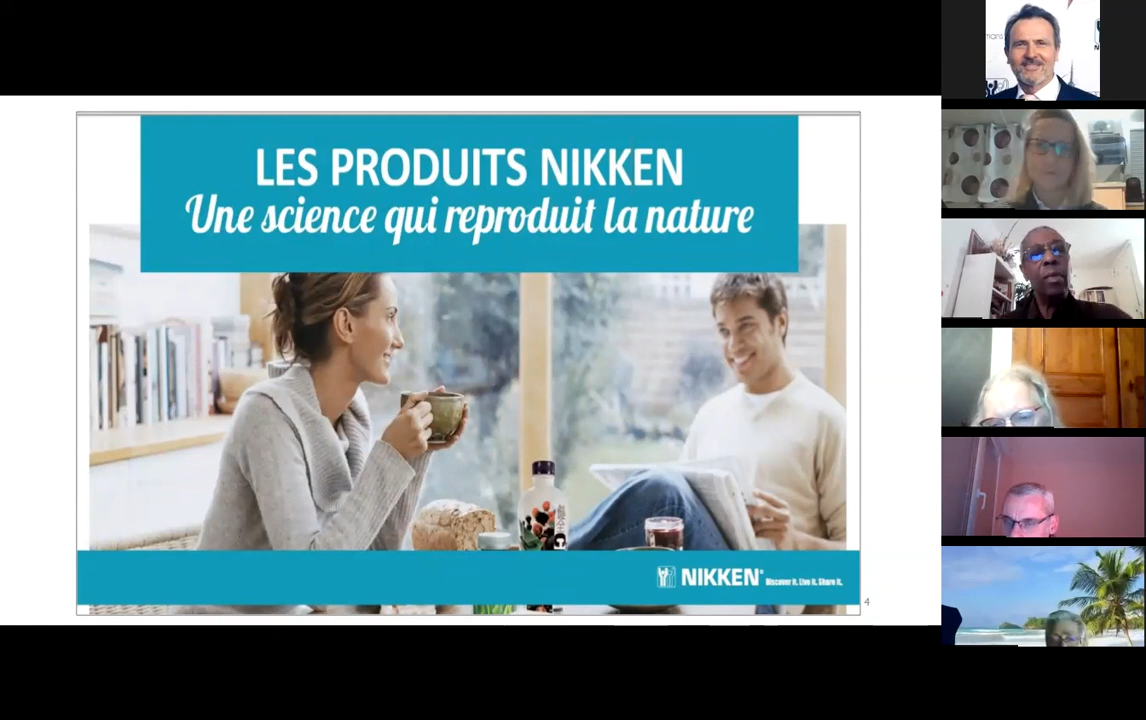 LES PRODUITS NIKKEN
Une science qui reproduit la nature
NIKKEN®
Discover it. Live it. Share it.
4